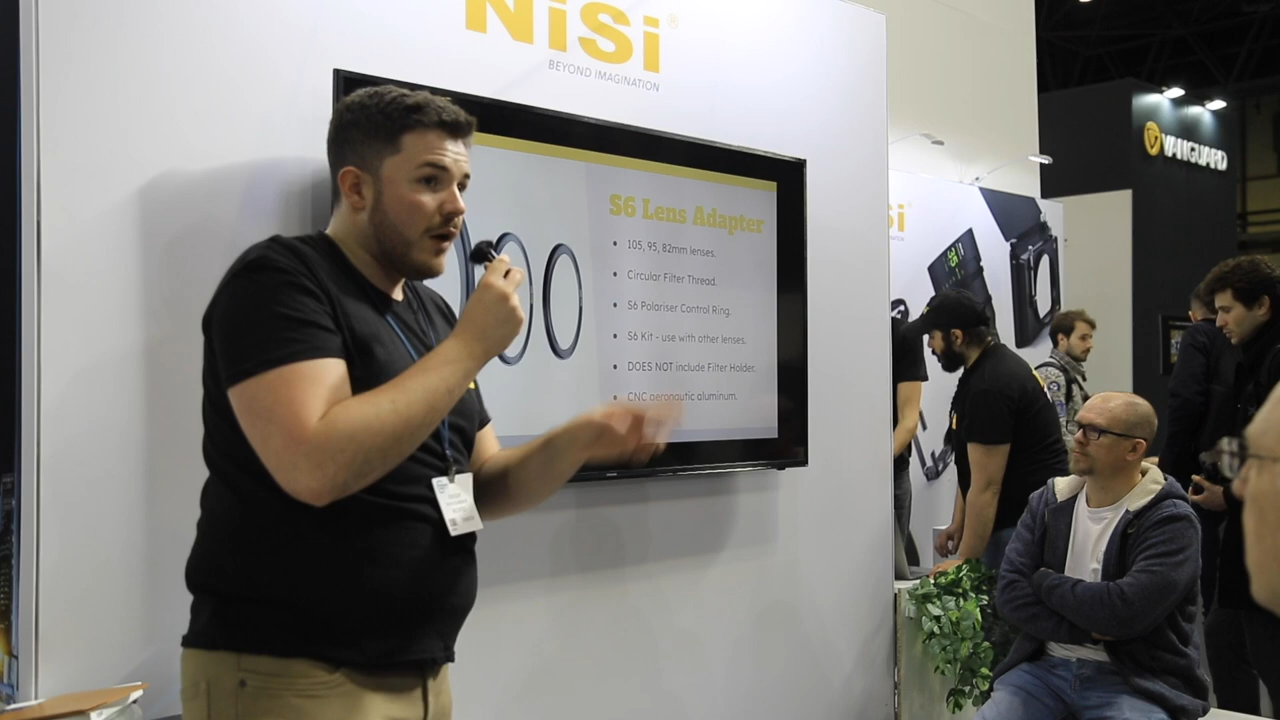 NiSi
BEYOND IMAGINATION
S6 Lens Adapter
• 105, 95, 82mm lenses.
• Circular Filter Thread.
• S6 Polariser Control Ring.
• S6 Kit - use with other lenses.
• DOES NOT include Filter Holder.
• CNC aeronautic aluminum.
VANGUARD
Si